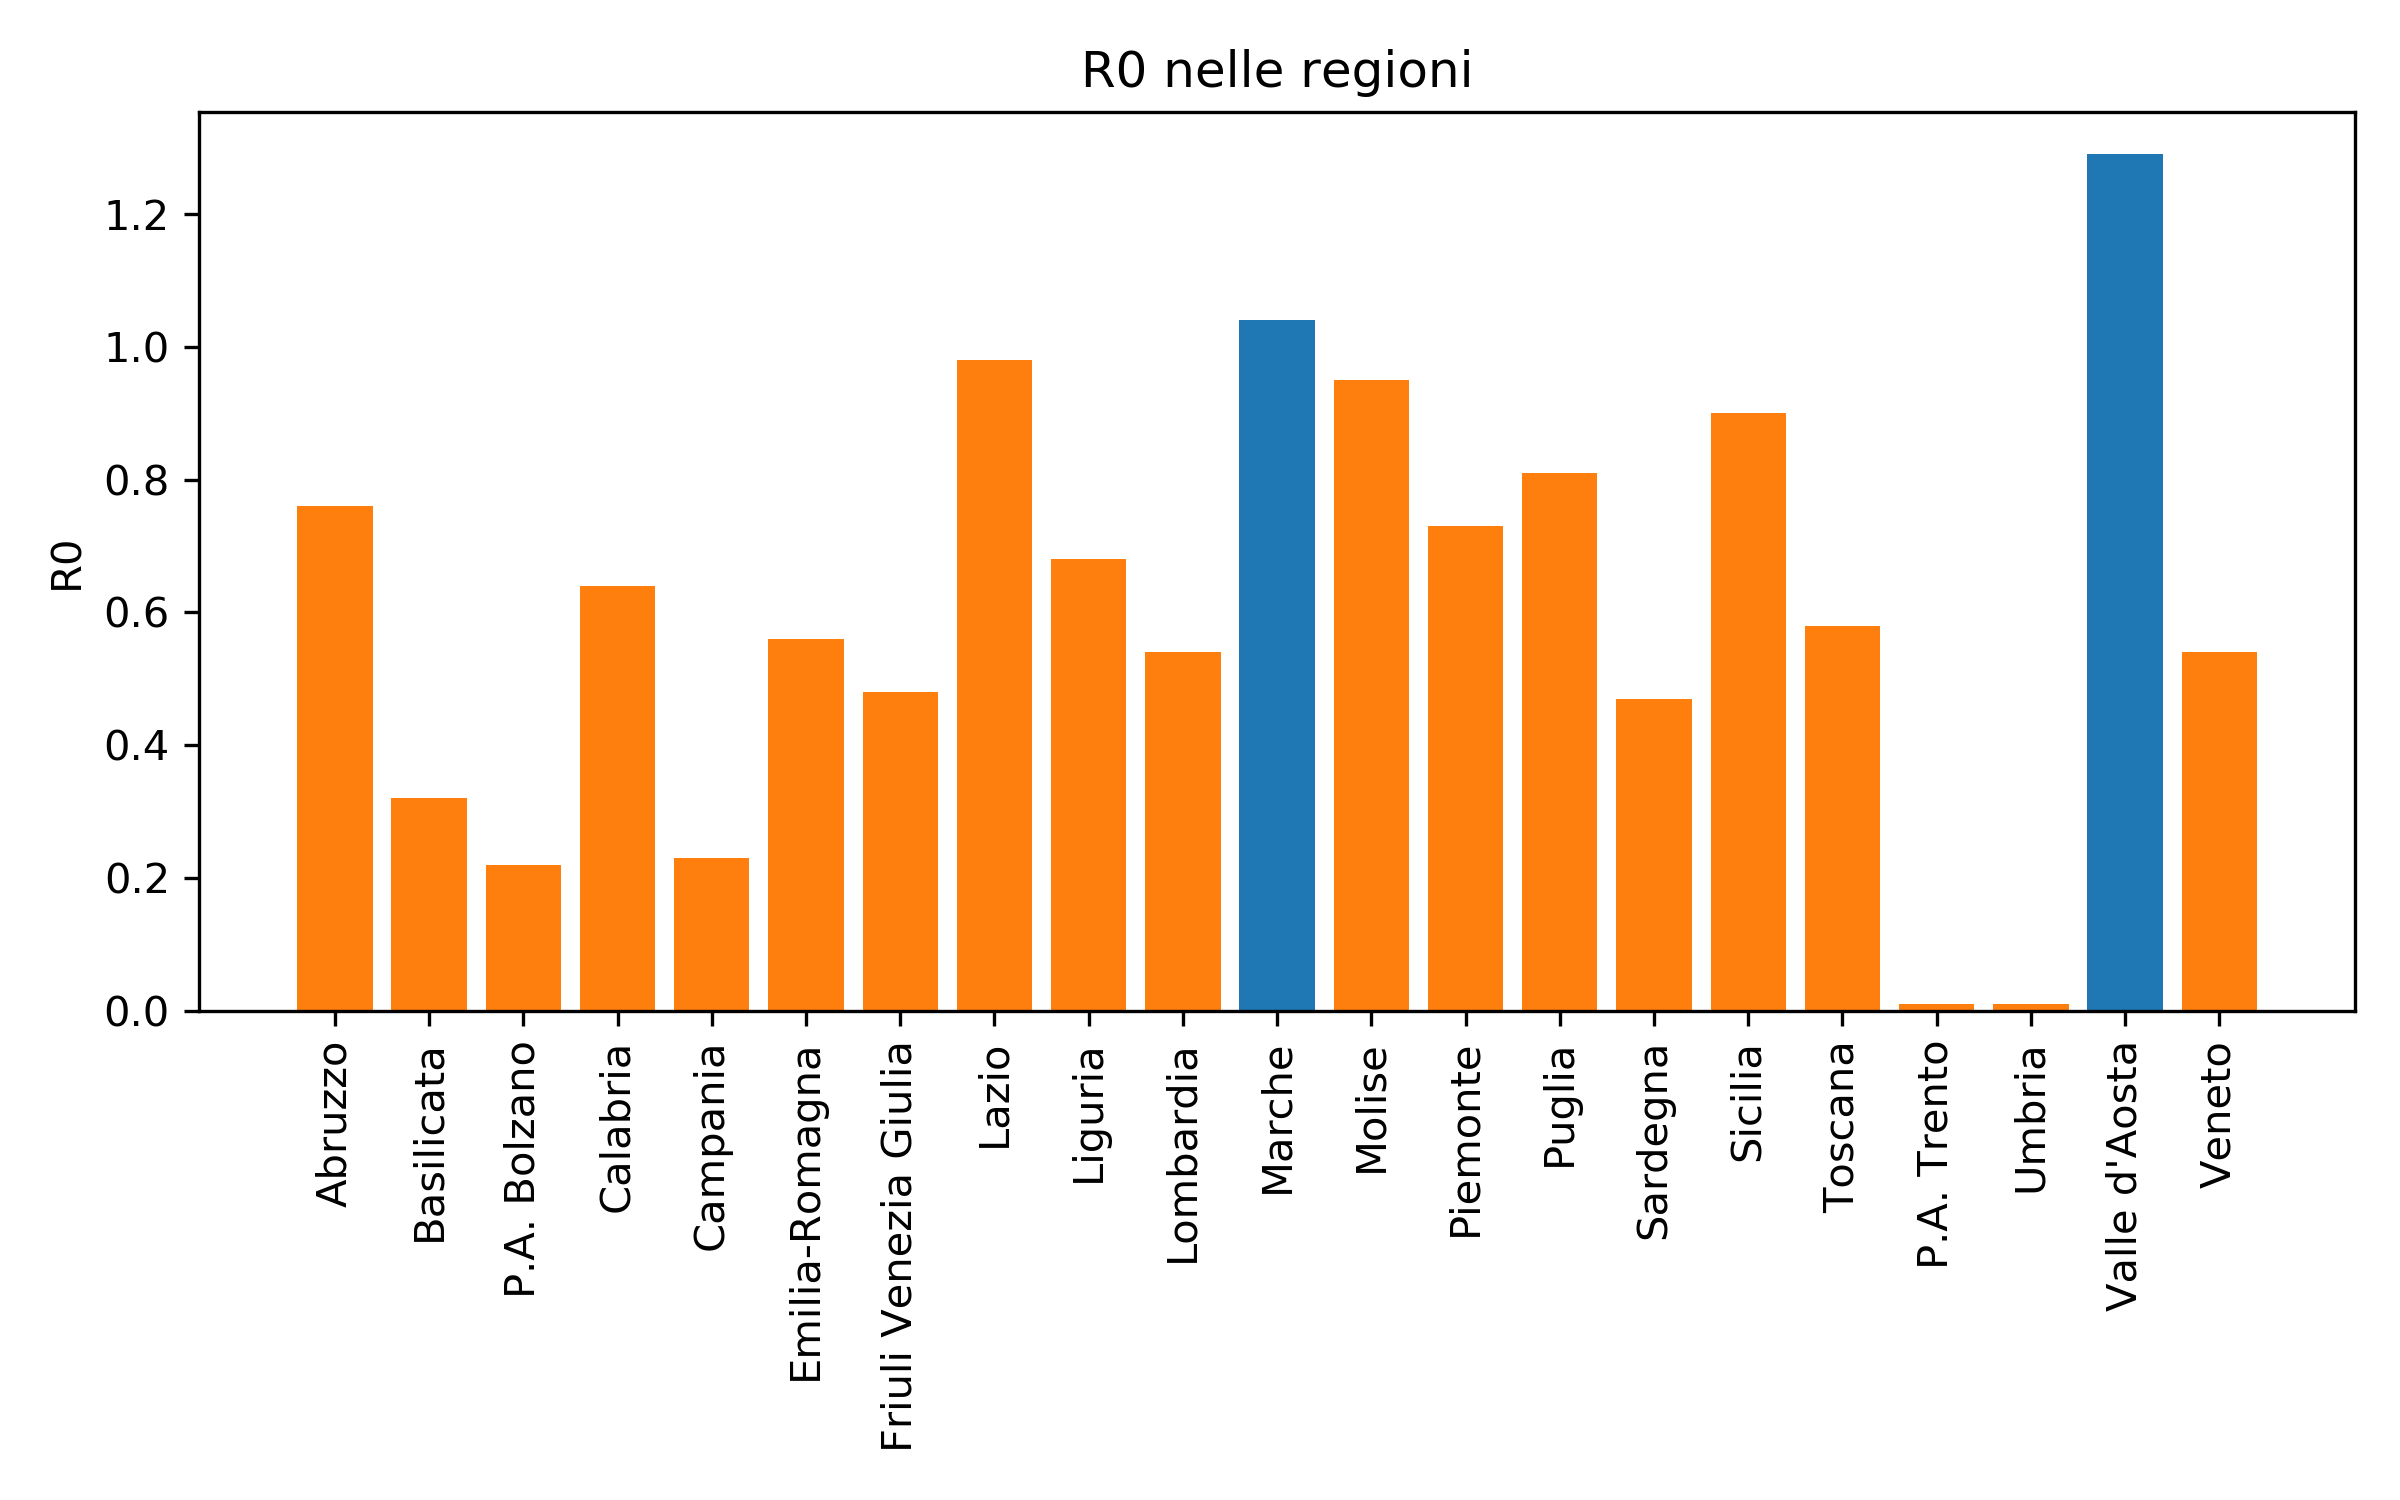 R0 nelle regioni
R0
1.2
1.0
0.8
0.6
0.4
0.2
0.0
Abruzzo
Basilicata
P.A. Bolzano
Calabria
Campania
Emilia-Romagna
Friuli Venezia Giulia
Lazio
Liguria
Lombardia
Marche
Molise
Piemonte
Puglia
Sardegna
Sicilia
Toscana
P.A. Trento
Umbria
Valle d'Aosta
Veneto